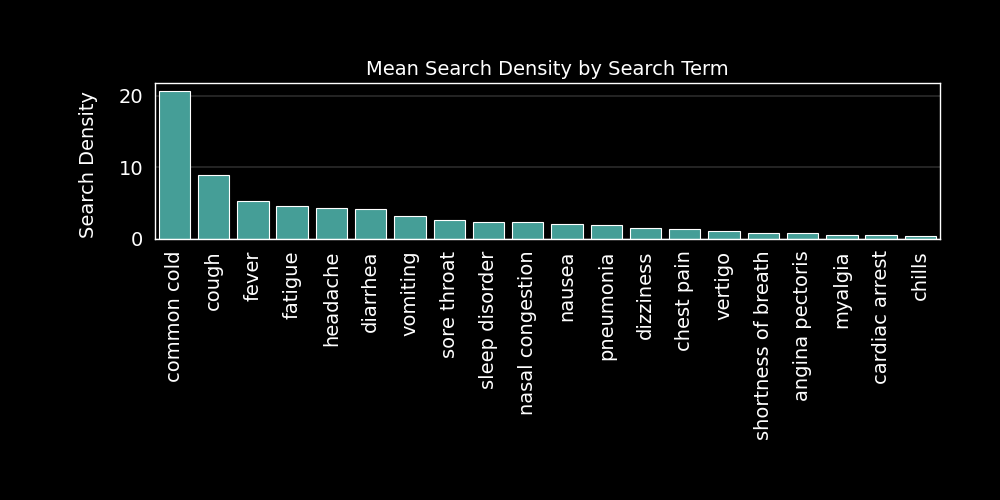 Mean Search Density by Search Term
Search Density
20
10
0
common cold
cough
fever
fatigue
headache
diarrhea
vomiting
sore throat
sleep disorder
nasal congestion
nausea
pneumonia
dizziness
chest pain
vertigo
shortness of breath
angina pectoris
myalgia
cardiac arrest
chills